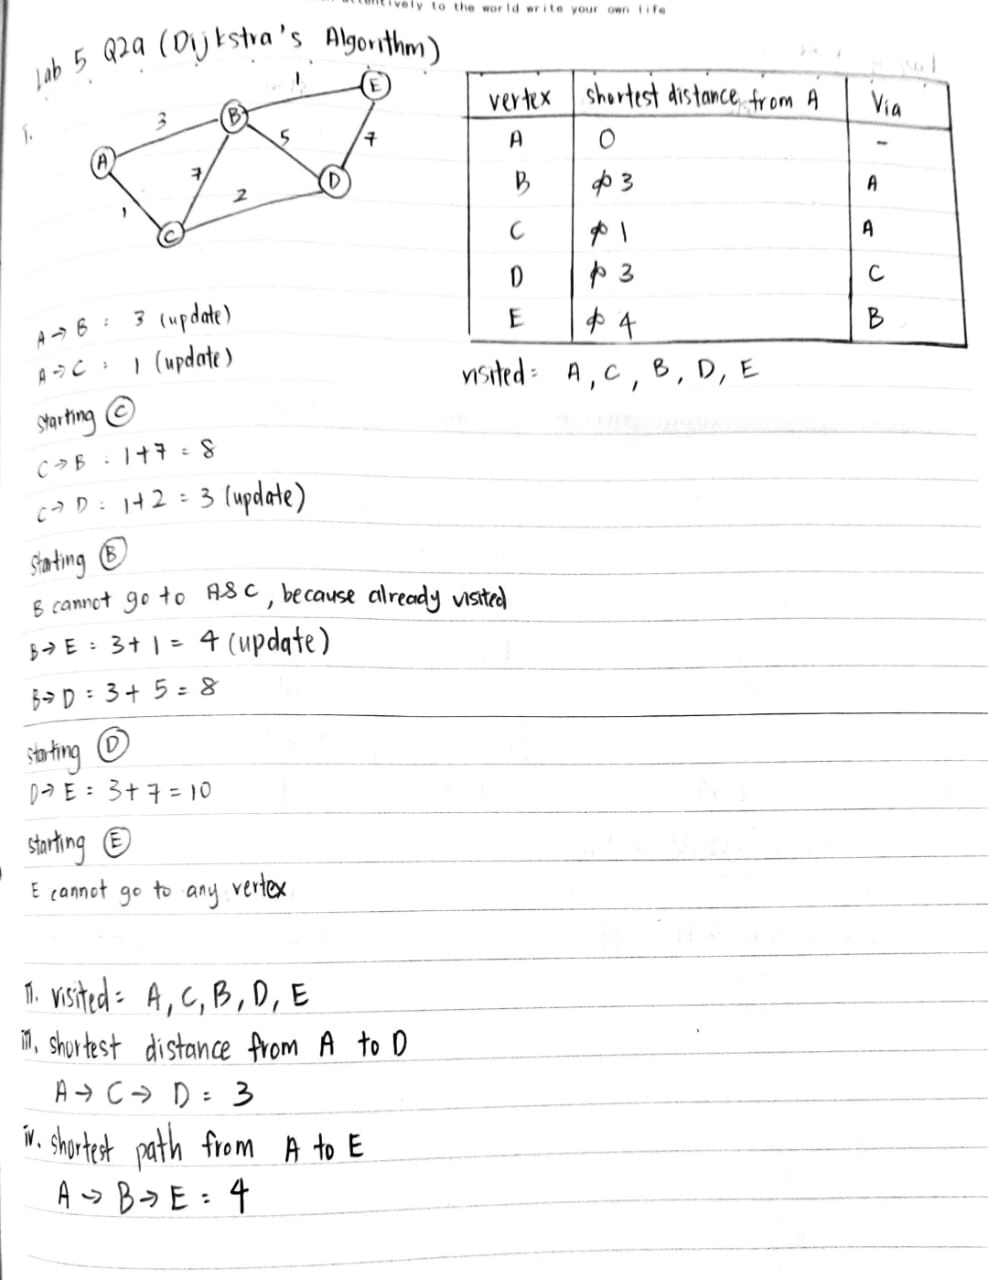 to the world write your own life
Lab 5 Q2a (Dijkstra's Algorithm)
i.
A
B
C
D
E
3
1
5
7
7
2
1
vertex shortest distance from A Via
A 0 -
B ∞ 3 A
C ∞ 1 A
D ∞ 3 C
E ∞ 4 B
visited = A, C, B, D, E
A → B : 3 (update)
A → C : 1 (update)
starting C
C → B : 1+7 = 8
C → D : 1+2 = 3 (update)
starting B
B cannot go to A & C, because already visited
B → E : 3+1 = 4 (update)
B → D : 3+5 = 8
starting D
D → E : 3+7 = 10
starting E
E cannot go to any vertex
ii. visited = A, C, B, D, E
iii. shortest distance from A to D
A → C → D = 3
iv. shortest path from A to E
A → B → E = 4